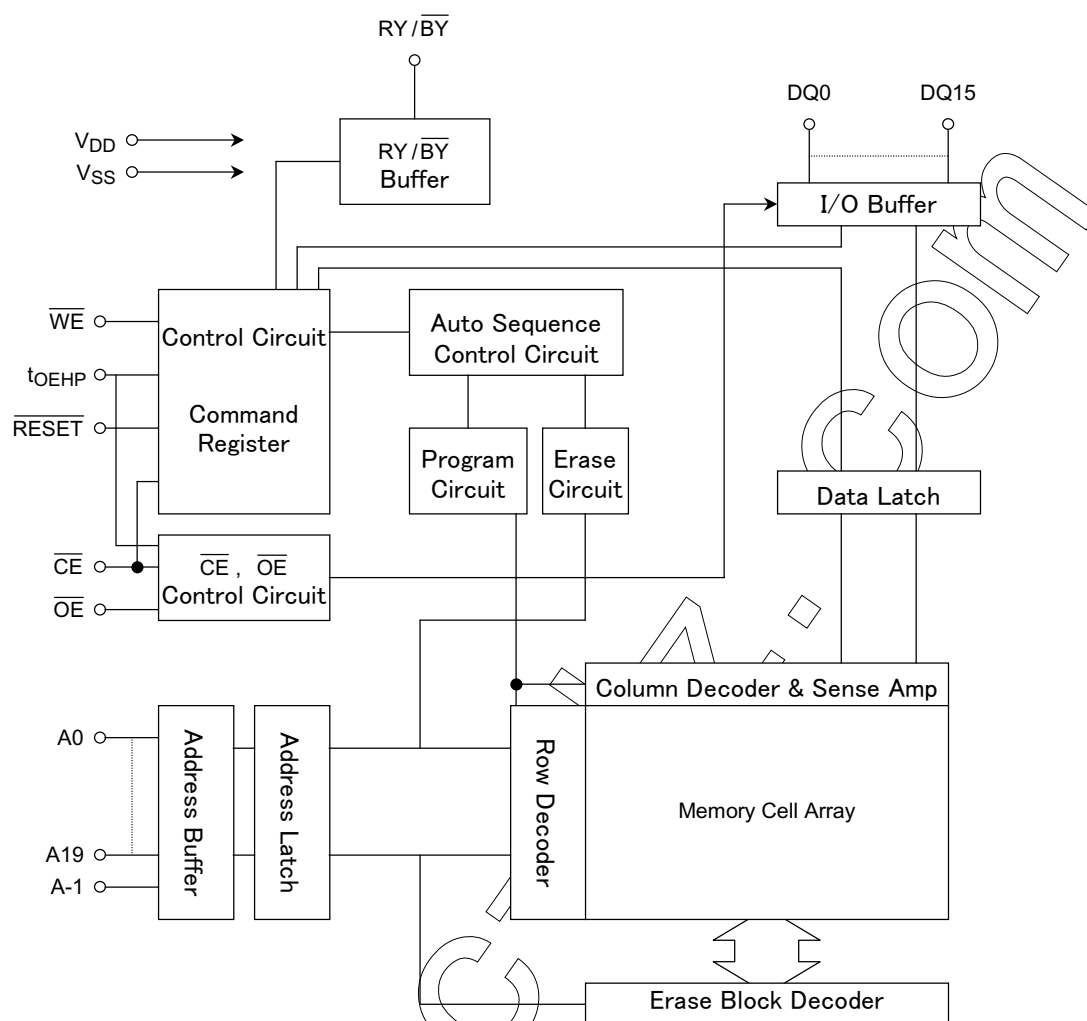 RY/BY
DQ0 DQ15
VDD
VSS
RY/BY
Buffer
I/O Buffer
WE
tOEHP
RESET
Control Circuit
Command
Register
Auto Sequence
Control Circuit
Program
Circuit
Erase
Circuit
Data Latch
CE
OE
CE, OE
Control Circuit
Column Decoder & Sense Amp
A0
A19
A-1
Address Buffer
Address Latch
Row Decoder
Memory Cell Array
Erase Block Decoder